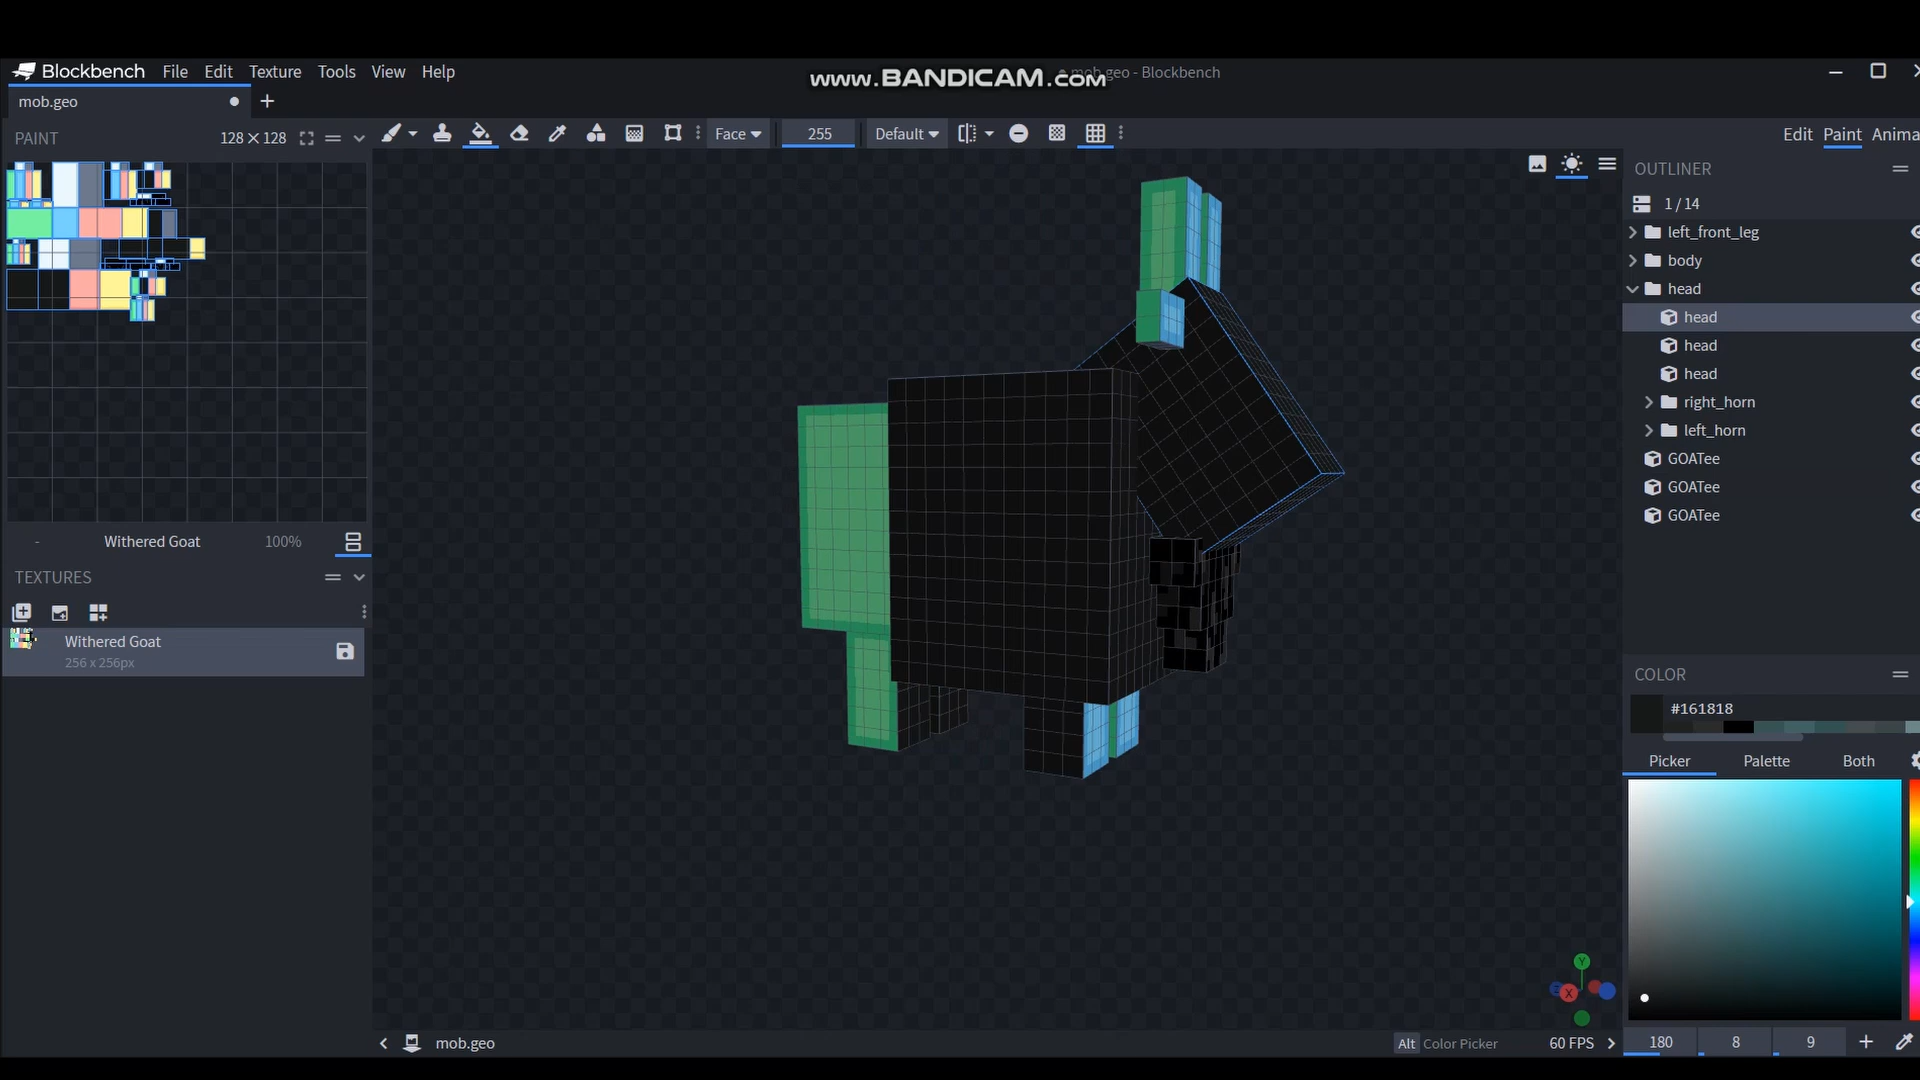 Blockbench File Edit Texture Tools View Help
www.BANDICAM.com
mob.geo - Blockbench
mob.geo
PAINT 128×128
Face 255 Default
Edit Paint Anima
OUTLINER
1 / 14
left_front_leg
body
head
head
head
head
right_horn
left_horn
GOATee
GOATee
GOATee
- Withered Goat 100%
TEXTURES
Withered Goat
256 x 256px
COLOR
#161818
Picker Palette Both
Y
X
mob.geo
Alt Color Picker 60 FPS
180 8 9